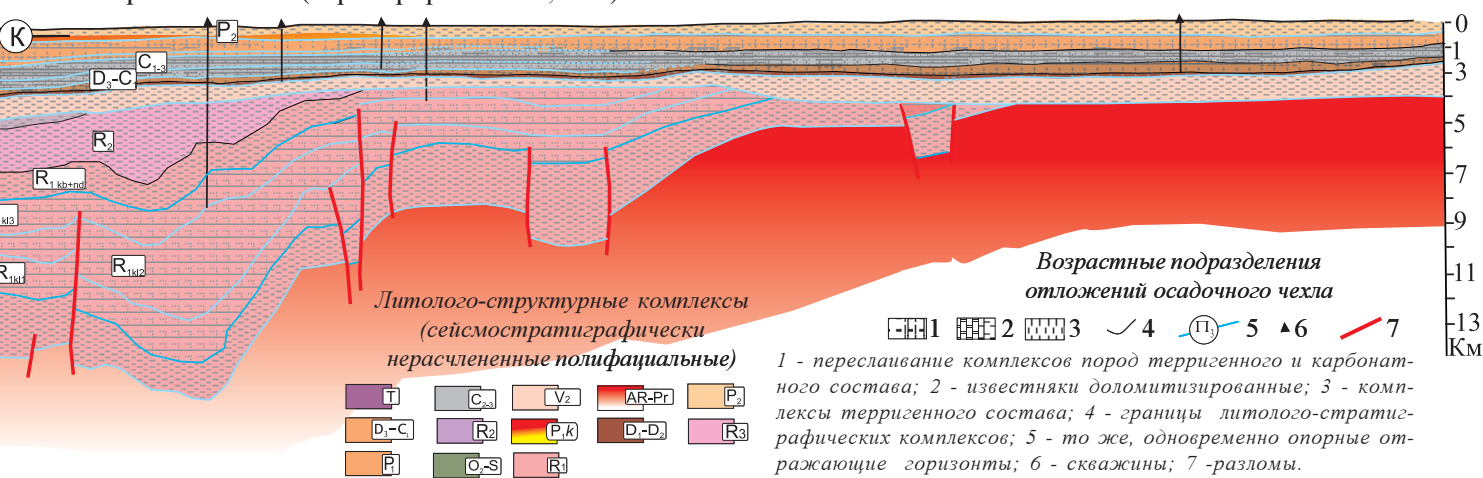 К
P₂
0
C₁₋₃
1
D₃-C
3
5
R₂
R₁ kb+nd
7
kl3
9
R₁kl1
R₁kl2
Возрастные подразделения
отложений осадочного чехла
11
Литолого-структурные комплексы
(сейсмостратиграфически
нерасчлененные полифациальные)
1 2 3 4 П₃ 5 6 7
13
Км
1 - переслаивание комплексов пород терригенного и карбонат-
ного состава; 2 - известняки доломитизированные; 3 - комп-
лексы терригенного состава; 4 - границы литолого-стратиг-
рафических комплексов; 5 - то же, одновременно опорные от-
ражающие горизонты; 6 - скважины; 7 -разломы.
T C₂₋₃ V₂ AR-Pr P₂
D₃-C₁ R₂ P₁k D₁-D₂ R₃
P₁ O₂-S R₁